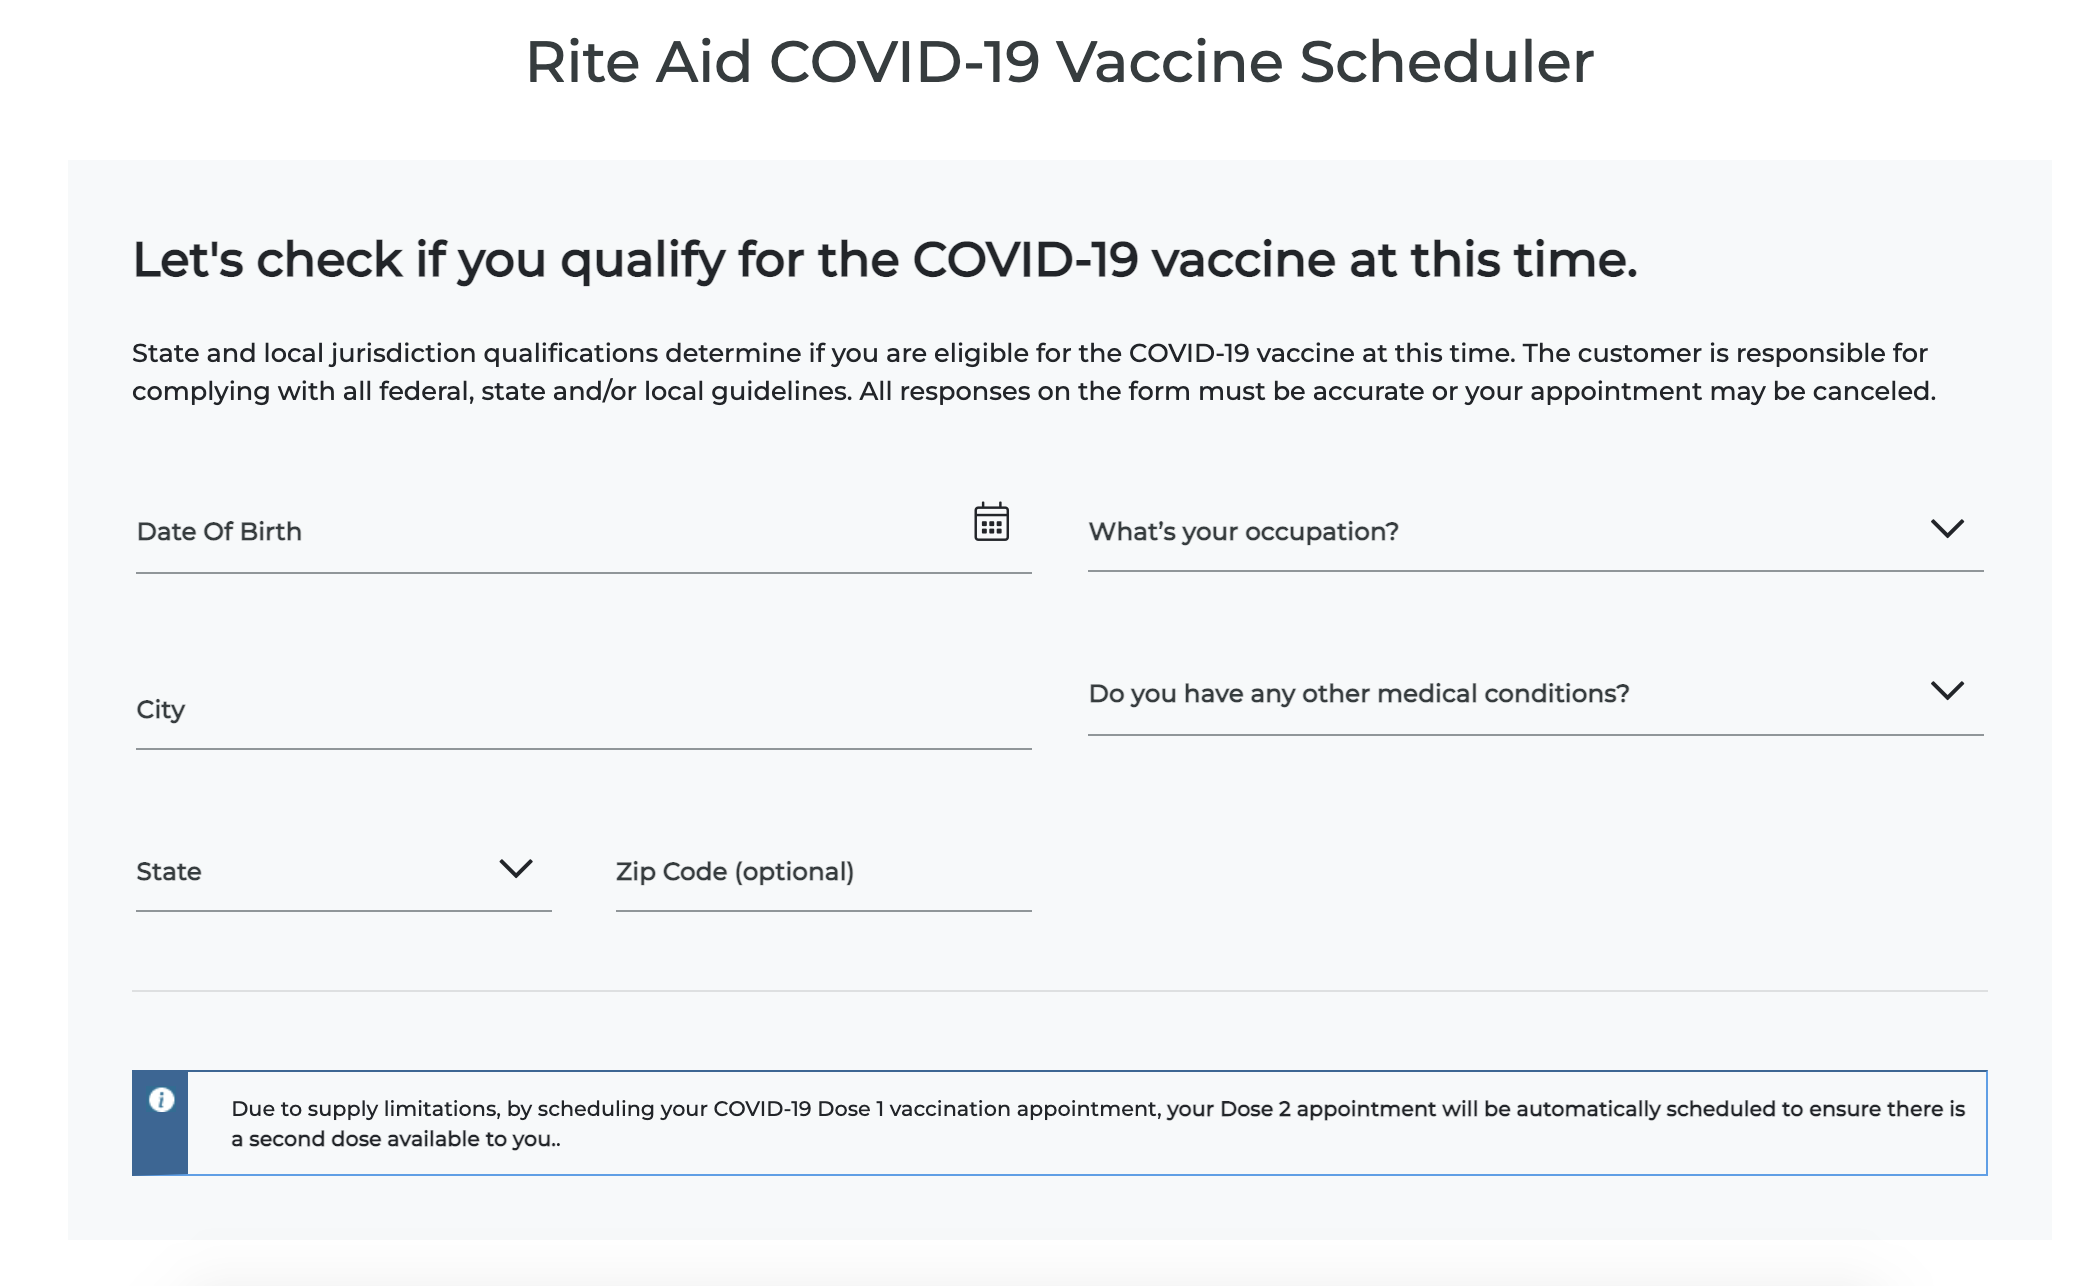 Rite Aid COVID-19 Vaccine Scheduler
Let's check if you qualify for the COVID-19 vaccine at this time.
State and local jurisdiction qualifications determine if you are eligible for the COVID-19 vaccine at this time. The customer is responsible for
complying with all federal, state and/or local guidelines. All responses on the form must be accurate or your appointment may be canceled.
Date Of Birth
What’s your occupation?
City
Do you have any other medical conditions?
State
Zip Code (optional)
Due to supply limitations, by scheduling your COVID-19 Dose 1 vaccination appointment, your Dose 2 appointment will be automatically scheduled to ensure there is
a second dose available to you..